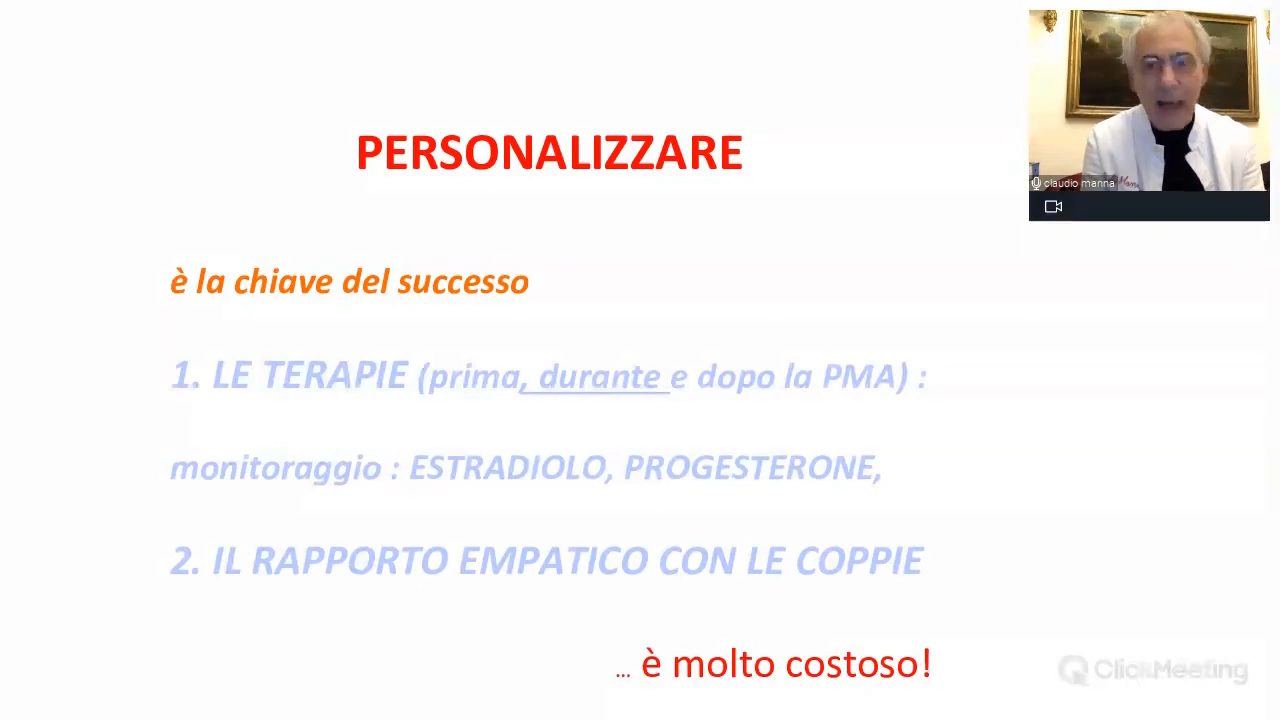 PERSONALIZZARE
claudio manna
è la chiave del successo
1. LE TERAPIE (prima, durante e dopo la PMA) :
monitoraggio : ESTRADIOLO, PROGESTERONE,
2. IL RAPPORTO EMPATICO CON LE COPPIE
... è molto costoso!
ClickMeeting